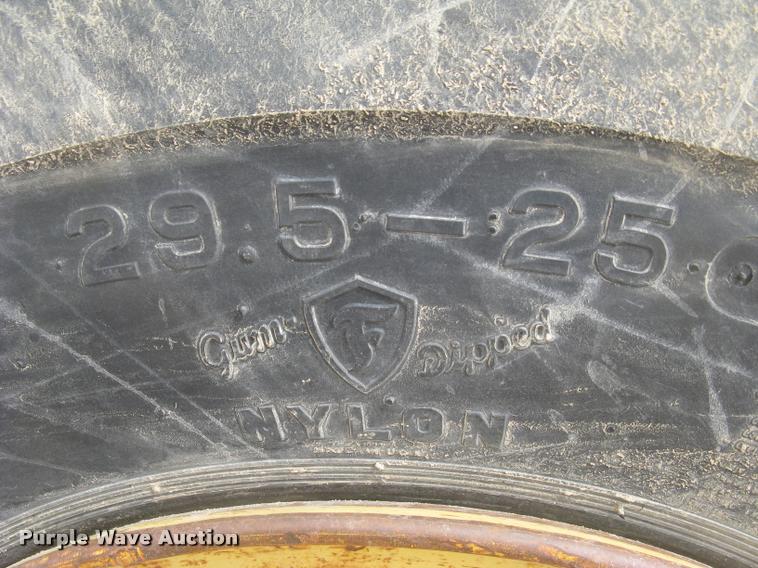 29.5-25
Gum- F Dipped
NYLON
Purple Wave Auction